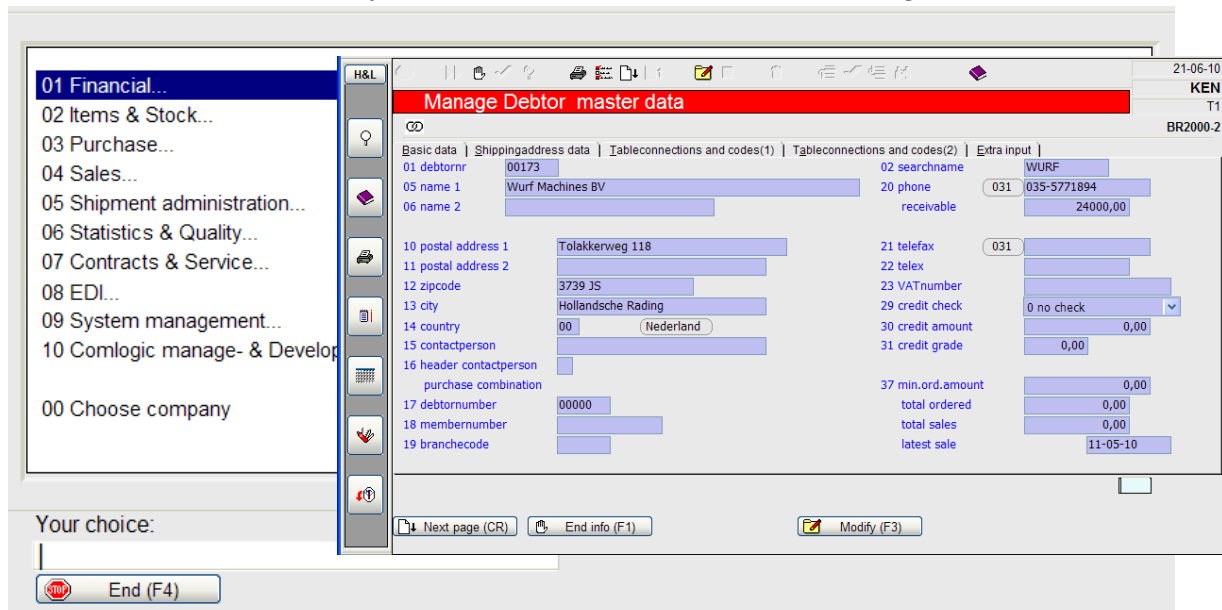 01 Financial...
02 Items & Stock...
03 Purchase...
04 Sales...
05 Shipment administration...
06 Statistics & Quality...
07 Contracts & Service...
08 EDI...
09 System management...
10 Comlogic manage- & Develop
00 Choose company
Your choice:
End (F4)
H&L
21-06-10
KEN
Manage Debtor master data
T1
BR2000-2
Basic data Shippingaddress data Tableconnections and codes(1) Tableconnections and codes(2) Extra input
01 debtornr 00173 02 searchname WURF
05 name 1 Wurf Machines BV 20 phone 031 035-5771894
06 name 2 receivable 24000,00
10 postal address 1 Tolakkerweg 118 21 telefax 031
11 postal address 2 22 telex
12 zipcode 3739 JS 23 VATnumber
13 city Hollandsche Rading 29 credit check 0 no check
14 country 00 Nederland 30 credit amount 0,00
15 contactperson 31 credit grade 0,00
16 header contactperson
purchase combination 37 min.ord.amount 0,00
17 debtornumber 00000 total ordered 0,00
18 membernumber total sales 0,00
19 branchecode latest sale 11-05-10
Next page (CR) End info (F1) Modify (F3)